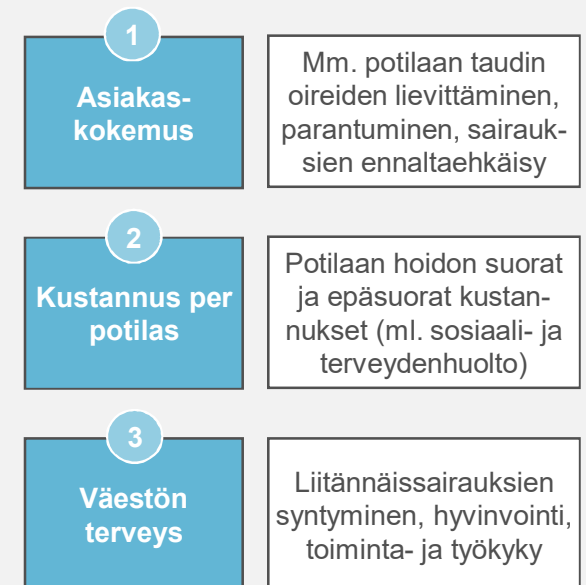 1
Asiakas-
kokemus
Mm. potilaan taudin
oireiden lievittäminen,
parantuminen, sairauk-
sien ennaltaehkäisy
2
Kustannus per
potilas
Potilaan hoidon suorat
ja epäsuorat kustan-
nukset (ml. sosiaali- ja
terveydenhuolto)
3
Väestön
terveys
Liitännäissairauksien
syntyminen, hyvinvointi,
toiminta- ja työkyky